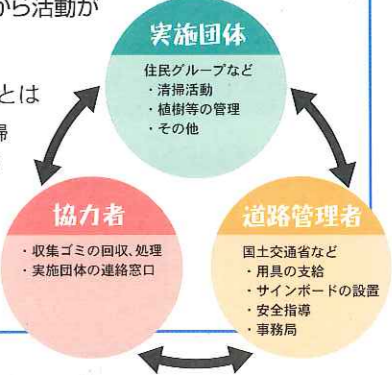 から活動が
とは
実施団体
住民グループなど
・清掃活動
・植樹等の管理
・その他
協力者
・収集ゴミの回収、処理
・実施団体の連絡窓口
道路管理者
国土交通省など
・用具の支給
・サインボードの設置
・安全指導
・事務局